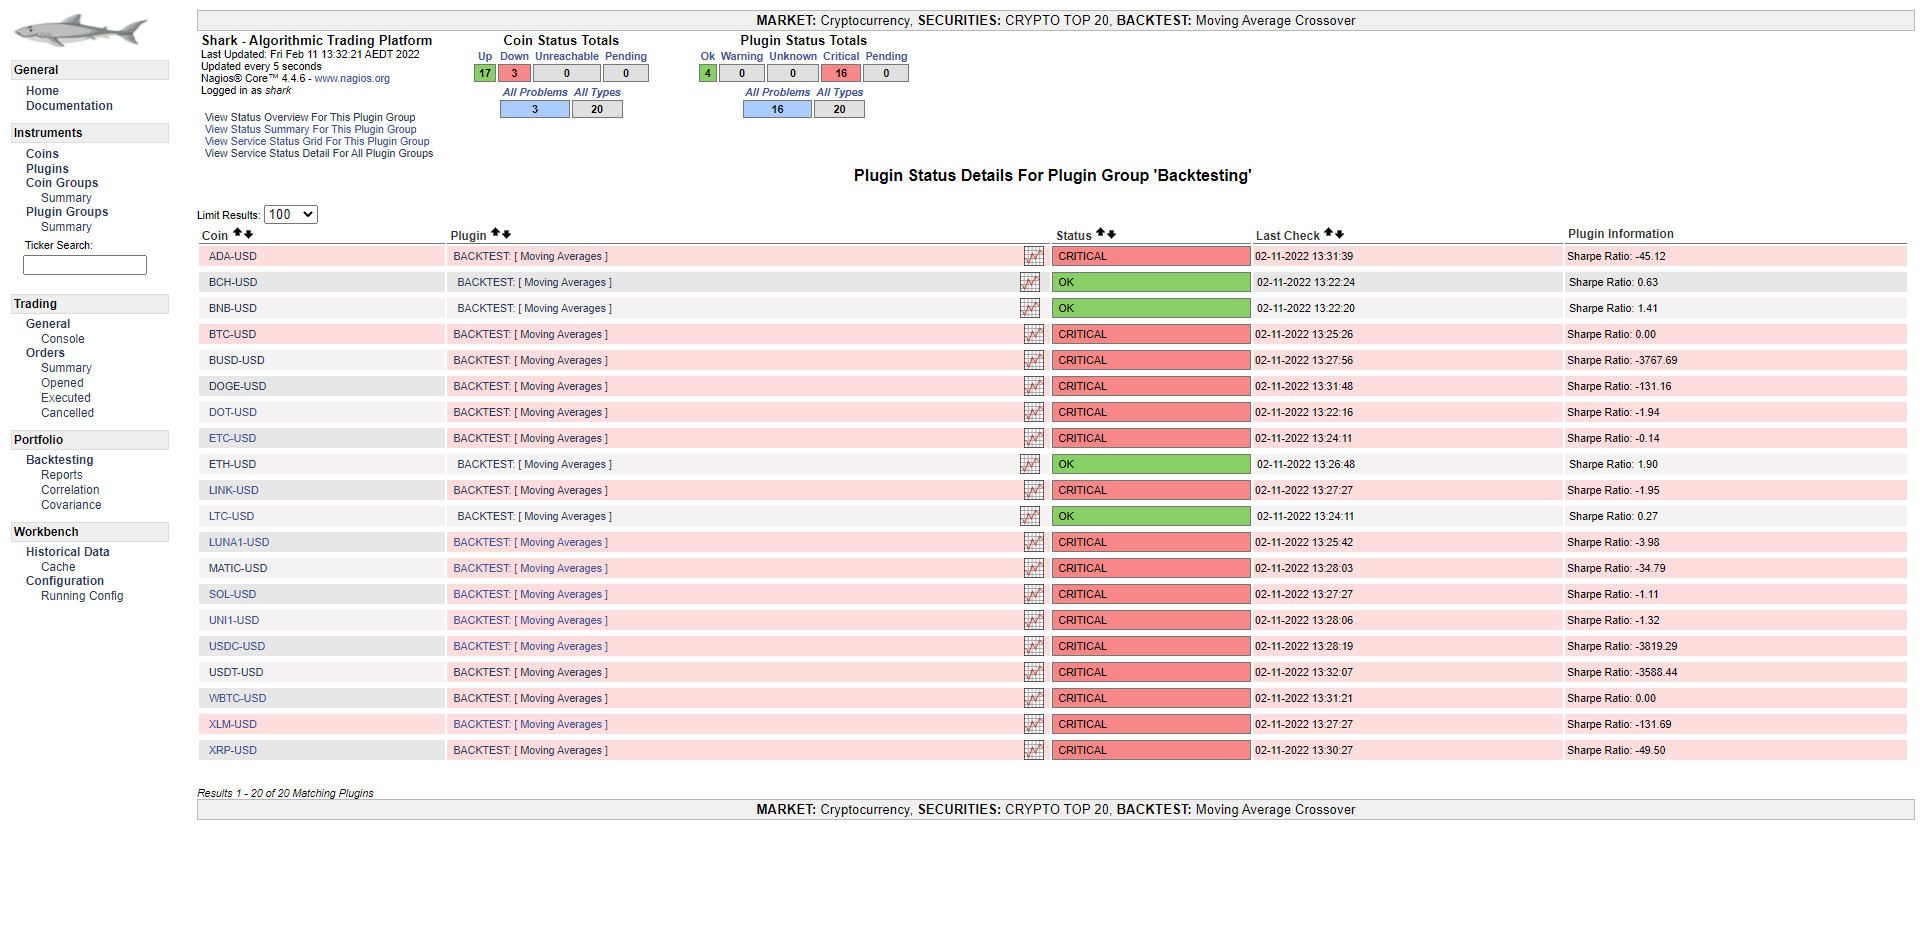 General
Home
Documentation
Instruments
Coins
Plugins
Coin Groups
Summary
Plugin Groups
Summary
Ticker Search:
Trading
General
Console
Orders
Summary
Opened
Executed
Cancelled
Portfolio
Backtesting
Reports
Correlation
Covariance
Workbench
Historical Data
Cache
Configuration
Running Config
MARKET: Cryptocurrency, SECURITIES: CRYPTO TOP 20, BACKTEST: Moving Average Crossover
Shark - Algorithmic Trading Platform
Last Updated: Fri Feb 11 13:32:21 AEDT 2022
Updated every 5 seconds
Nagios® Core™ 4.4.6 - www.nagios.org
Logged in as shark
View Status Overview For This Plugin Group
View Status Summary For This Plugin Group
View Service Status Grid For This Plugin Group
View Service Status Detail For All Plugin Groups
Coin Status Totals
Up Down Unreachable Pending
17 3 0 0
All Problems All Types
3 20
Plugin Status Totals
Ok Warning Unknown Critical Pending
4 0 0 16 0
All Problems All Types
16 20
Plugin Status Details For Plugin Group 'Backtesting'
Limit Results: 100
Coin Plugin Status Last Check Plugin Information
ADA-USD BACKTEST: [ Moving Averages ] CRITICAL 02-11-2022 13:31:39 Sharpe Ratio: -45.12
BCH-USD BACKTEST: [ Moving Averages ] OK 02-11-2022 13:22:24 Sharpe Ratio: 0.63
BNB-USD BACKTEST: [ Moving Averages ] OK 02-11-2022 13:22:20 Sharpe Ratio: 1.41
BTC-USD BACKTEST: [ Moving Averages ] CRITICAL 02-11-2022 13:25:26 Sharpe Ratio: 0.00
BUSD-USD BACKTEST: [ Moving Averages ] CRITICAL 02-11-2022 13:27:56 Sharpe Ratio: -3767.69
DOGE-USD BACKTEST: [ Moving Averages ] CRITICAL 02-11-2022 13:31:48 Sharpe Ratio: -131.16
DOT-USD BACKTEST: [ Moving Averages ] CRITICAL 02-11-2022 13:22:16 Sharpe Ratio: -1.94
ETC-USD BACKTEST: [ Moving Averages ] CRITICAL 02-11-2022 13:24:11 Sharpe Ratio: -0.14
ETH-USD BACKTEST: [ Moving Averages ] OK 02-11-2022 13:26:48 Sharpe Ratio: 1.90
LINK-USD BACKTEST: [ Moving Averages ] CRITICAL 02-11-2022 13:27:27 Sharpe Ratio: -1.95
LTC-USD BACKTEST: [ Moving Averages ] OK 02-11-2022 13:24:11 Sharpe Ratio: 0.27
LUNA1-USD BACKTEST: [ Moving Averages ] CRITICAL 02-11-2022 13:25:42 Sharpe Ratio: -3.98
MATIC-USD BACKTEST: [ Moving Averages ] CRITICAL 02-11-2022 13:28:03 Sharpe Ratio: -34.79
SOL-USD BACKTEST: [ Moving Averages ] CRITICAL 02-11-2022 13:27:27 Sharpe Ratio: -1.11
UNI1-USD BACKTEST: [ Moving Averages ] CRITICAL 02-11-2022 13:28:06 Sharpe Ratio: -1.32
USDC-USD BACKTEST: [ Moving Averages ] CRITICAL 02-11-2022 13:28:19 Sharpe Ratio: -3819.29
USDT-USD BACKTEST: [ Moving Averages ] CRITICAL 02-11-2022 13:32:07 Sharpe Ratio: -3588.44
WBTC-USD BACKTEST: [ Moving Averages ] CRITICAL 02-11-2022 13:31:21 Sharpe Ratio: 0.00
XLM-USD BACKTEST: [ Moving Averages ] CRITICAL 02-11-2022 13:27:27 Sharpe Ratio: -131.69
XRP-USD BACKTEST: [ Moving Averages ] CRITICAL 02-11-2022 13:30:27 Sharpe Ratio: -49.50
Results 1 - 20 of 20 Matching Plugins
MARKET: Cryptocurrency, SECURITIES: CRYPTO TOP 20, BACKTEST: Moving Average Crossover